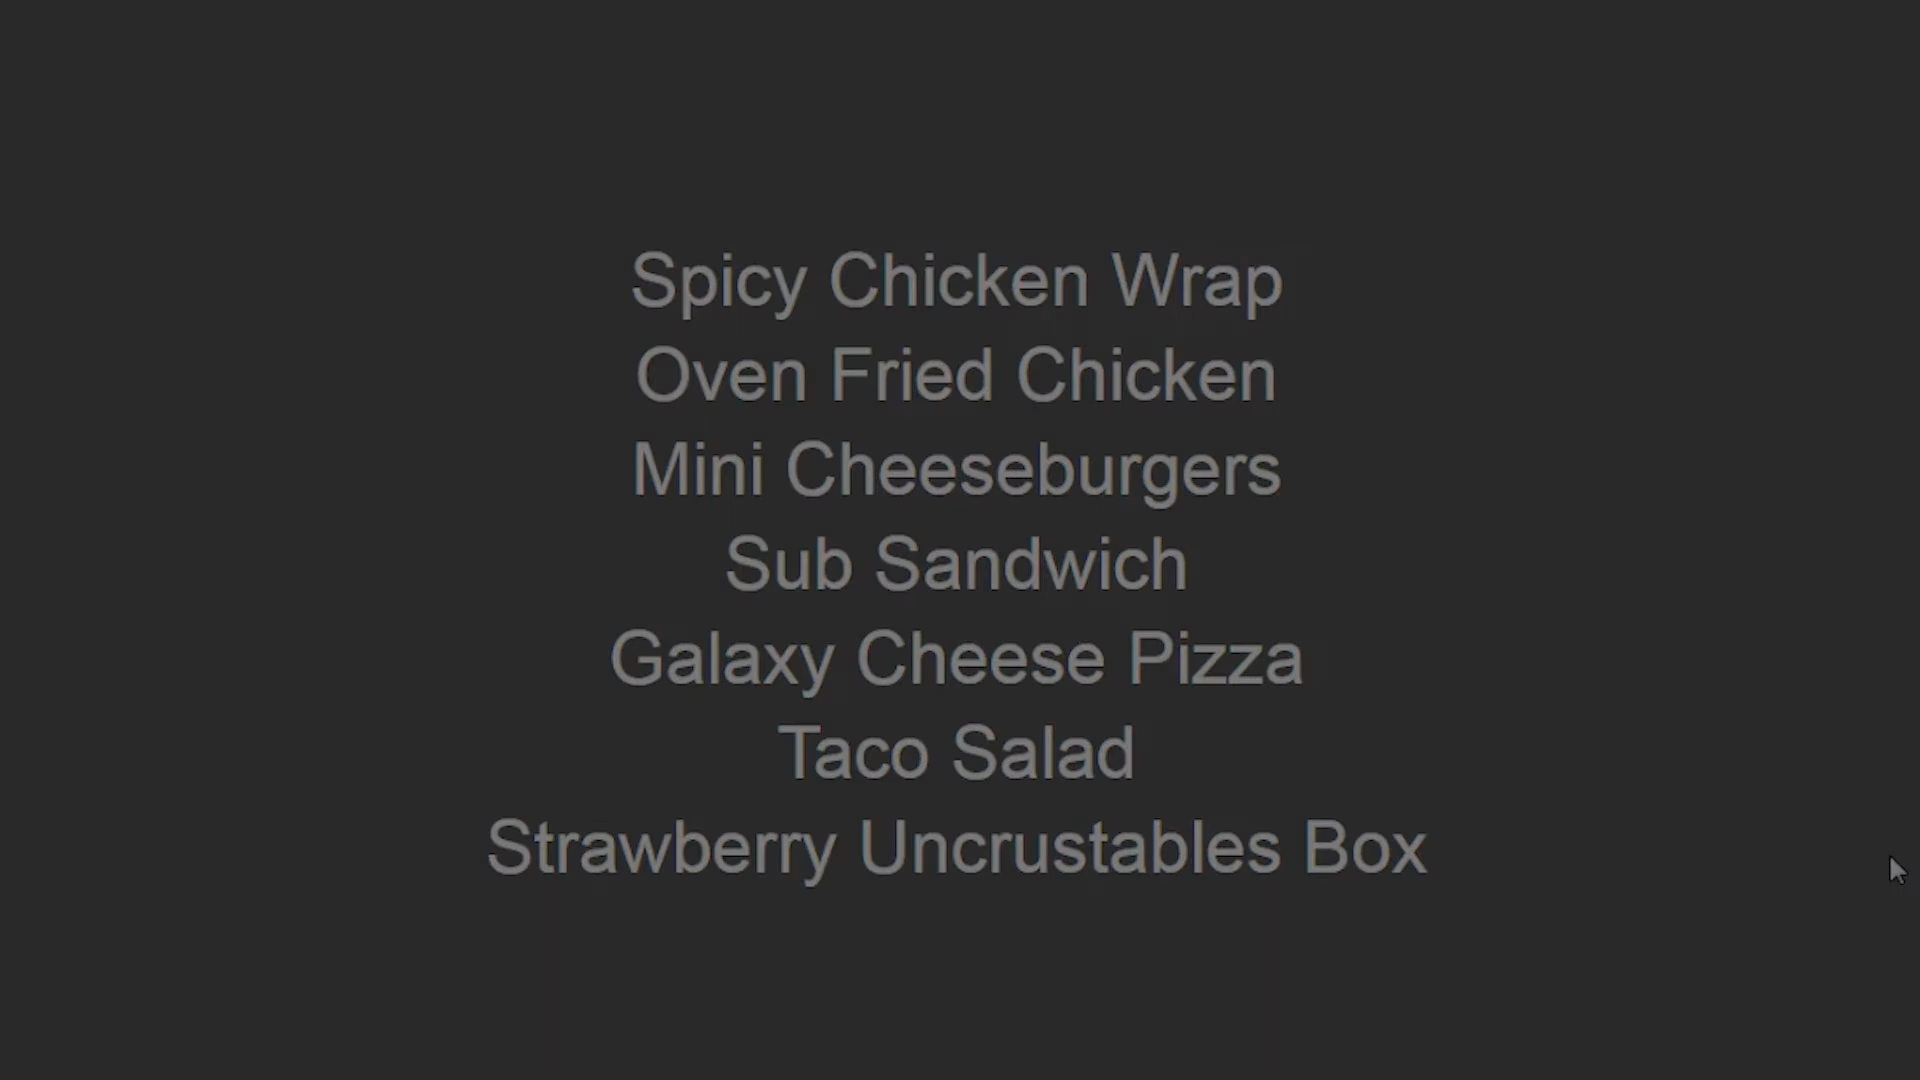 Spicy Chicken Wrap
Oven Fried Chicken
Mini Cheeseburgers
Sub Sandwich
Galaxy Cheese Pizza
Taco Salad
Strawberry Uncrustables Box